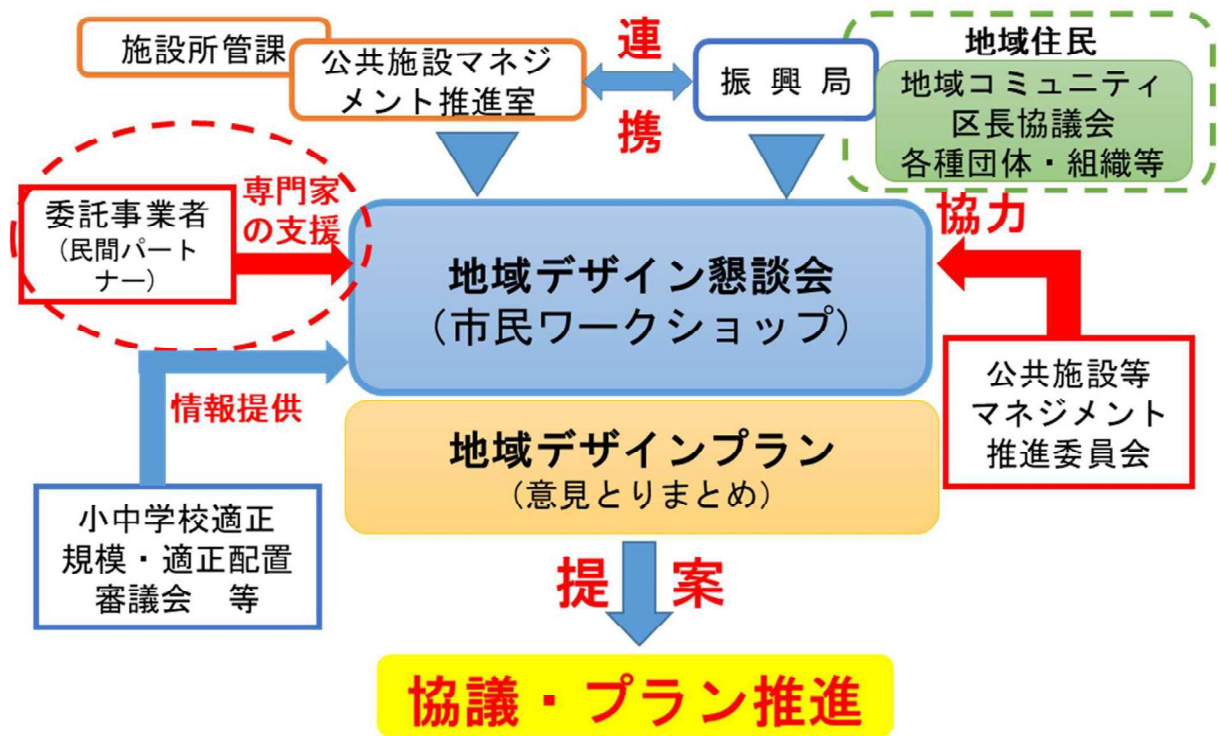 施設所管課
公共施設マネジ
メント推進室
連
携
振興局
地域住民
地域コミュニティ
区長協議会
各種団体・組織等
委託事業者
(民間パート
ナー)
専門家
の支援
地域デザイン懇談会
(市民ワークショップ)
協力
公共施設等
マネジメント
推進委員会
情報提供
小中学校適正
規模・適正配置
審議会　等
地域デザインプラン
(意見とりまとめ)
提 案
協議・プラン推進